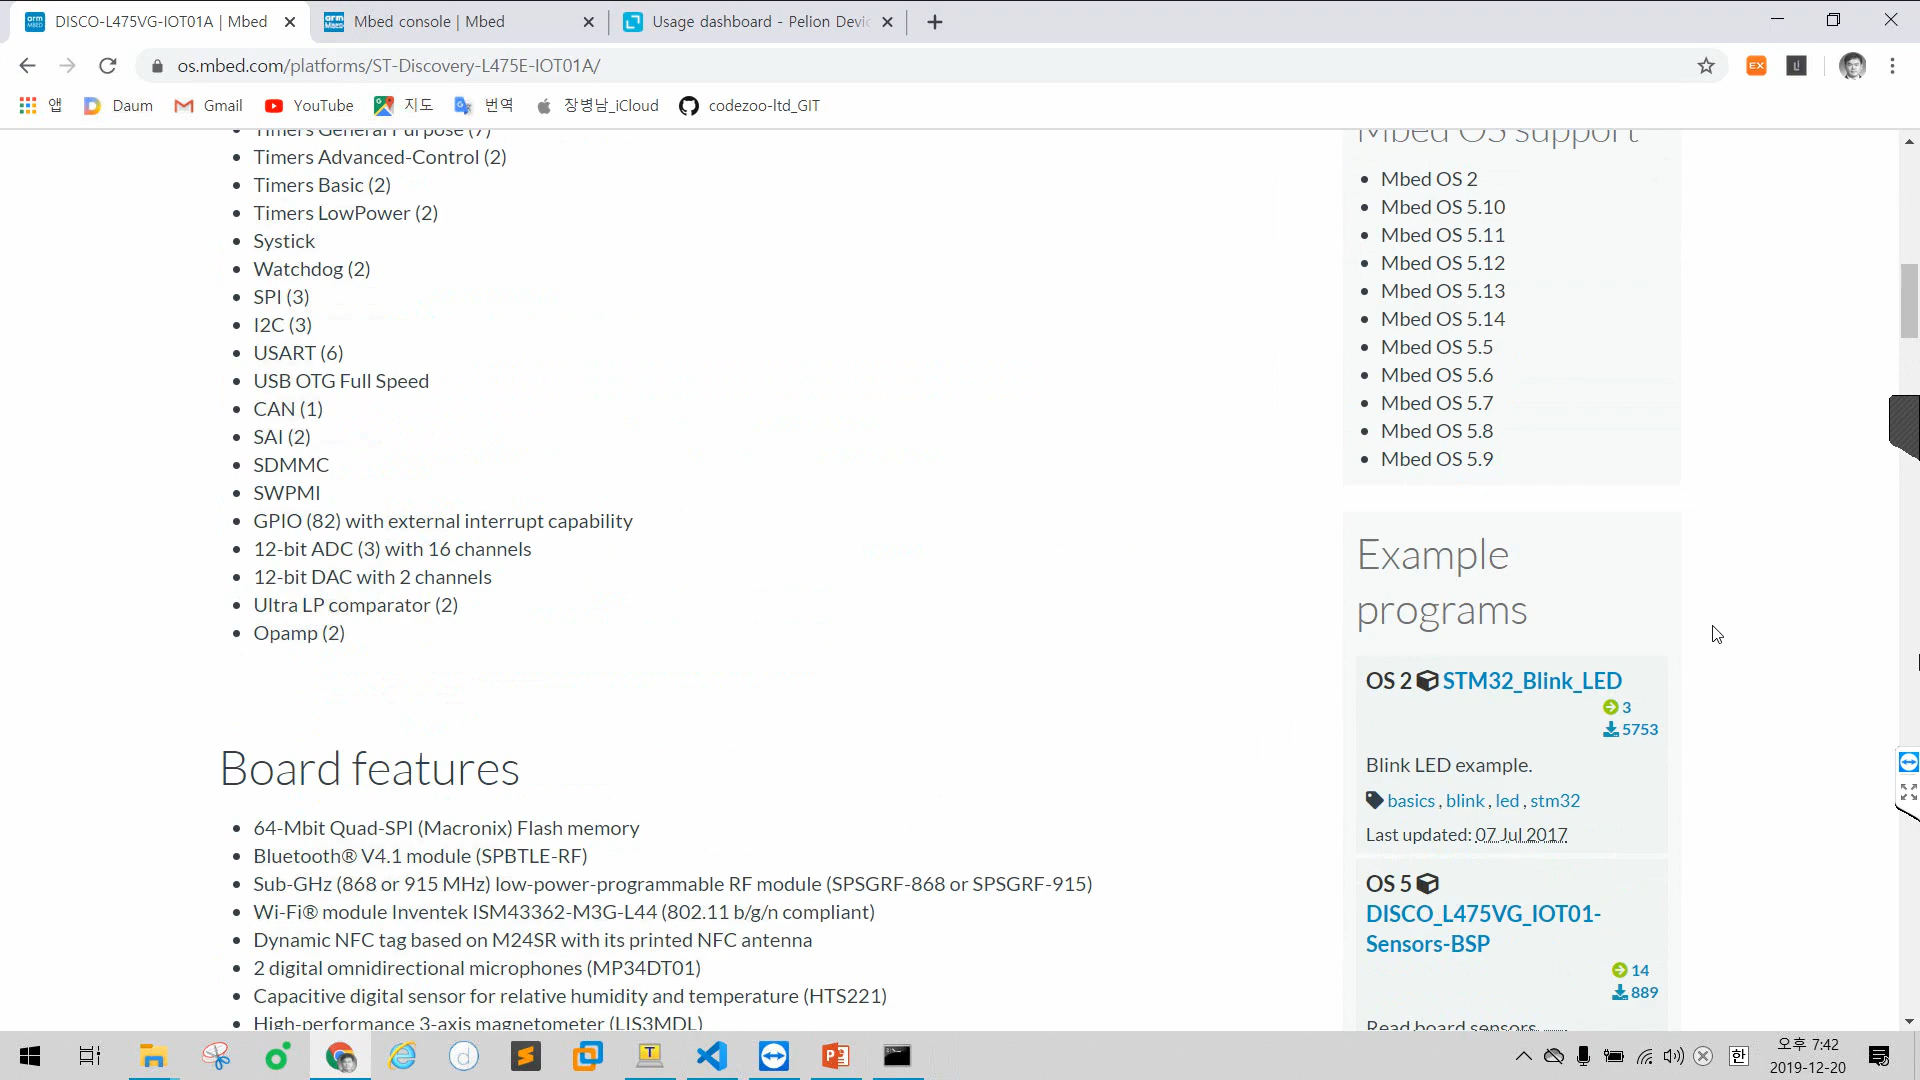 DISCO-L475VG-IOT01A | Mbed
Mbed console | Mbed
Usage dashboard - Pelion Devic
os.mbed.com/platforms/ST-Discovery-L475E-IOT01A/
앱
Daum
Gmail
YouTube
지도
번역
장병남_iCloud
codezoo-ltd_GIT
Timers General Purpose (7)
Timers Advanced-Control (2)
Timers Basic (2)
Timers LowPower (2)
Systick
Watchdog (2)
SPI (3)
I2C (3)
USART (6)
USB OTG Full Speed
CAN (1)
SAI (2)
SDMMC
SWPMI
GPIO (82) with external interrupt capability
12-bit ADC (3) with 16 channels
12-bit DAC with 2 channels
Ultra LP comparator (2)
Opamp (2)
Board features
64-Mbit Quad-SPI (Macronix) Flash memory
Bluetooth® V4.1 module (SPBTLE-RF)
Sub-GHz (868 or 915 MHz) low-power-programmable RF module (SPSGRF-868 or SPSGRF-915)
Wi-Fi® module Inventek ISM43362-M3G-L44 (802.11 b/g/n compliant)
Dynamic NFC tag based on M24SR with its printed NFC antenna
2 digital omnidirectional microphones (MP34DT01)
Capacitive digital sensor for relative humidity and temperature (HTS221)
High-performance 3-axis magnetometer (LIS3MDL)
Mbed OS support
Mbed OS 2
Mbed OS 5.10
Mbed OS 5.11
Mbed OS 5.12
Mbed OS 5.13
Mbed OS 5.14
Mbed OS 5.5
Mbed OS 5.6
Mbed OS 5.7
Mbed OS 5.8
Mbed OS 5.9
Example
programs
OS 2 STM32_Blink_LED
3
5753
Blink LED example.
basics , blink , led , stm32
Last updated: 07 Jul 2017
OS 5
DISCO_L475VG_IOT01-
Sensors-BSP
14
889
Read board sensors
한
오후 7:42
2019-12-20